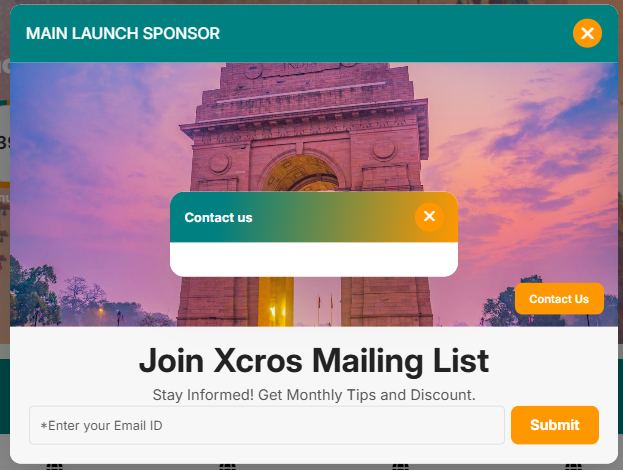 MAIN LAUNCH SPONSOR
Contact us
Contact Us
Join Xcros Mailing List
Stay Informed! Get Monthly Tips and Discount.
*Enter your Email ID
Submit